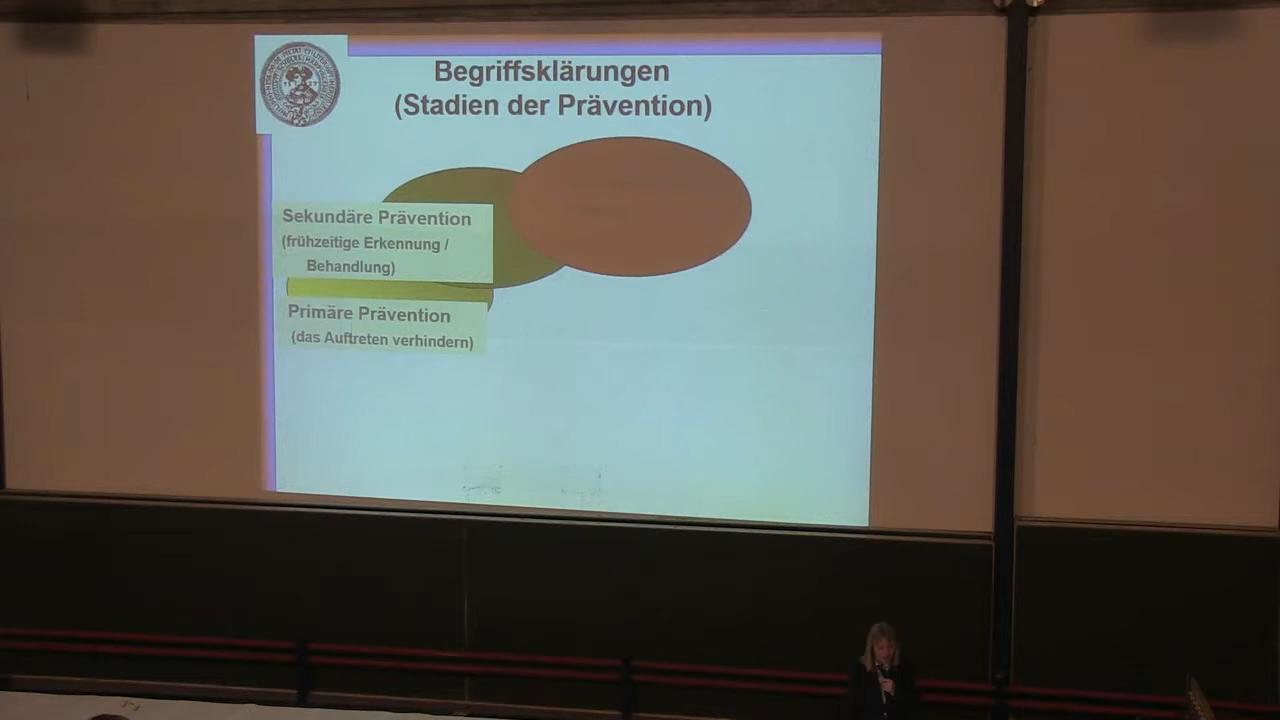 Begriffsklärungen
(Stadien der Prävention)
Sekundäre Prävention
(frühzeitige Erkennung /
Behandlung)
Primäre Prävention
(das Auftreten verhindern)